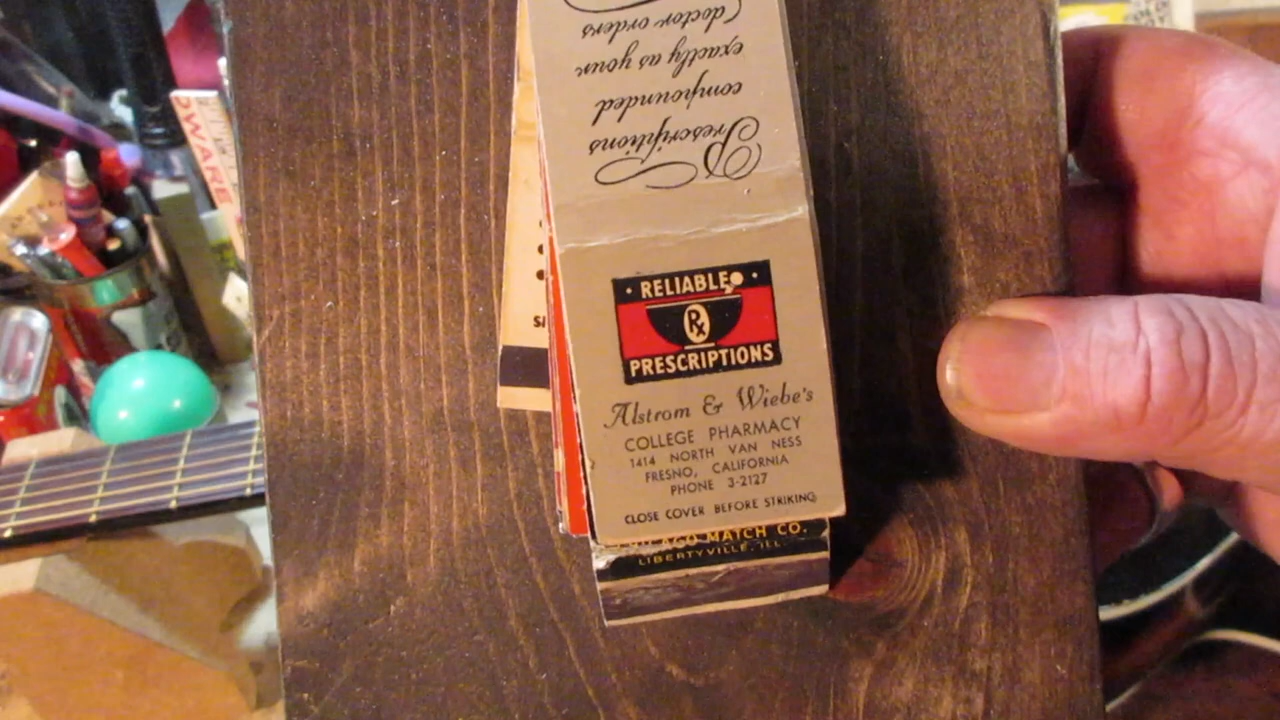 Prescriptions
compounded
exactly as your
doctor orders
· RELIABLE ·
Rx
PRESCRIPTIONS
Alstrom & Wiebe's
COLLEGE PHARMACY
1414 NORTH VAN NESS
FRESNO, CALIFORNIA
PHONE 3-2127
CLOSE COVER BEFORE STRIKING
MATCH CO.
LIBERTYVILLE, ILL.